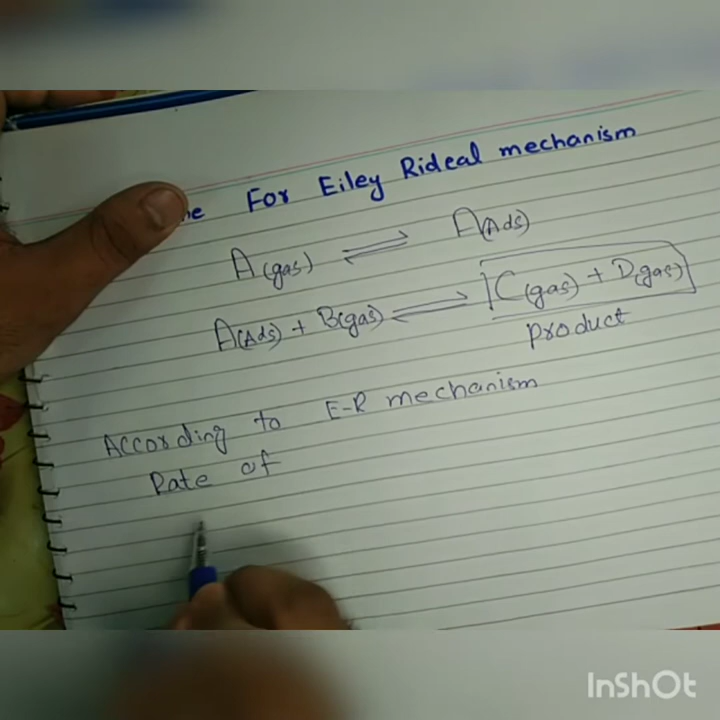 For Eiley Rideal mechanism
A(gas) ⇌ A(Ads)
A(Ads) + B(gas) ⇌ C(gas) + D(gas)
product
According to E-R mechanism
Rate of
InShOt